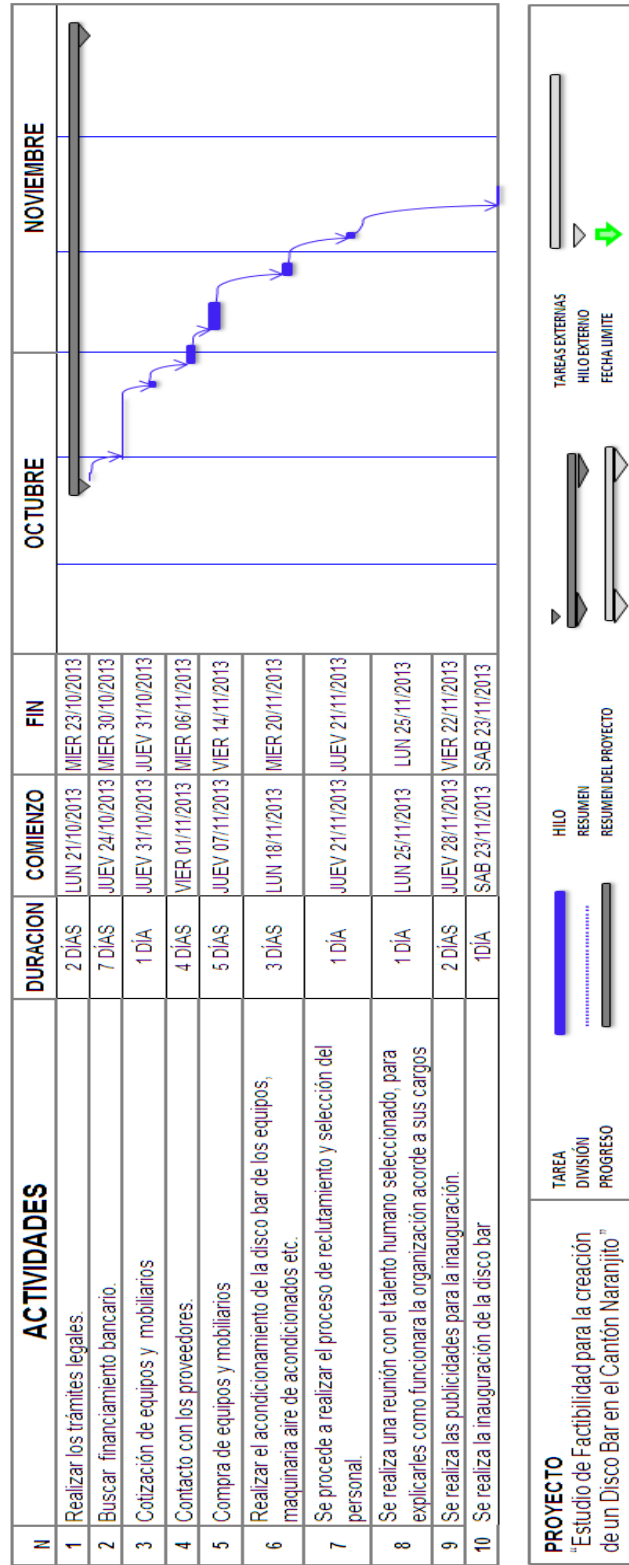 N ACTIVIDADES DURACION COMIENZO FIN OCTUBRE NOVIEMBRE
1 Realizar los trámites legales. 2 DÍAS LUN 21/10/2013 MIER 23/10/2013
2 Buscar financiamiento bancario. 7 DÍAS JUEV 24/10/2013 MIER 30/10/2013
3 Cotización de equipos y mobiliarios 1 DÍA JUEV 31/10/2013 JUEV 31/10/2013
4 Contacto con los proveedores. 4 DÍAS VIER 01/11/2013 MIER 06/11/2013
5 Compra de equipos y mobiliarios 5 DÍAS JUEV 07/11/2013 VIER 14/11/2013
6 Realizar el acondicionamiento de la disco bar de los equipos,
maquinaria aire de acondicionados etc. 3 DÍAS LUN 18/11/2013 MIER 20/11/2013
7 Se procede a realizar el proceso de reclutamiento y selección del
personal. 1 DÍA JUEV 21/11/2013 JUEV 21/11/2013
8 Se realiza una reunión con el talento humano seleccionado, para
explicarles como funcionara la organización acorde a sus cargos 1 DÍA LUN 25/11/2013 LUN 25/11/2013
9 Se realiza las publicidades para la inauguración. 2 DÍAS JUEV 28/11/2013 VIER 22/11/2013
10 Se realiza la inauguración de la disco bar 1DÍA SAB 23/11/2013 SAB 23/11/2013
PROYECTO
"Estudio de Factibilidad para la creación
de un Disco Bar en el Cantón Naranjito"
TAREA
DIVISIÓN
PROGRESO
HILO
RESUMEN
RESUMEN DEL PROYECTO
TAREAS EXTERNAS
HILO EXTERNO
FECHA LIMITE